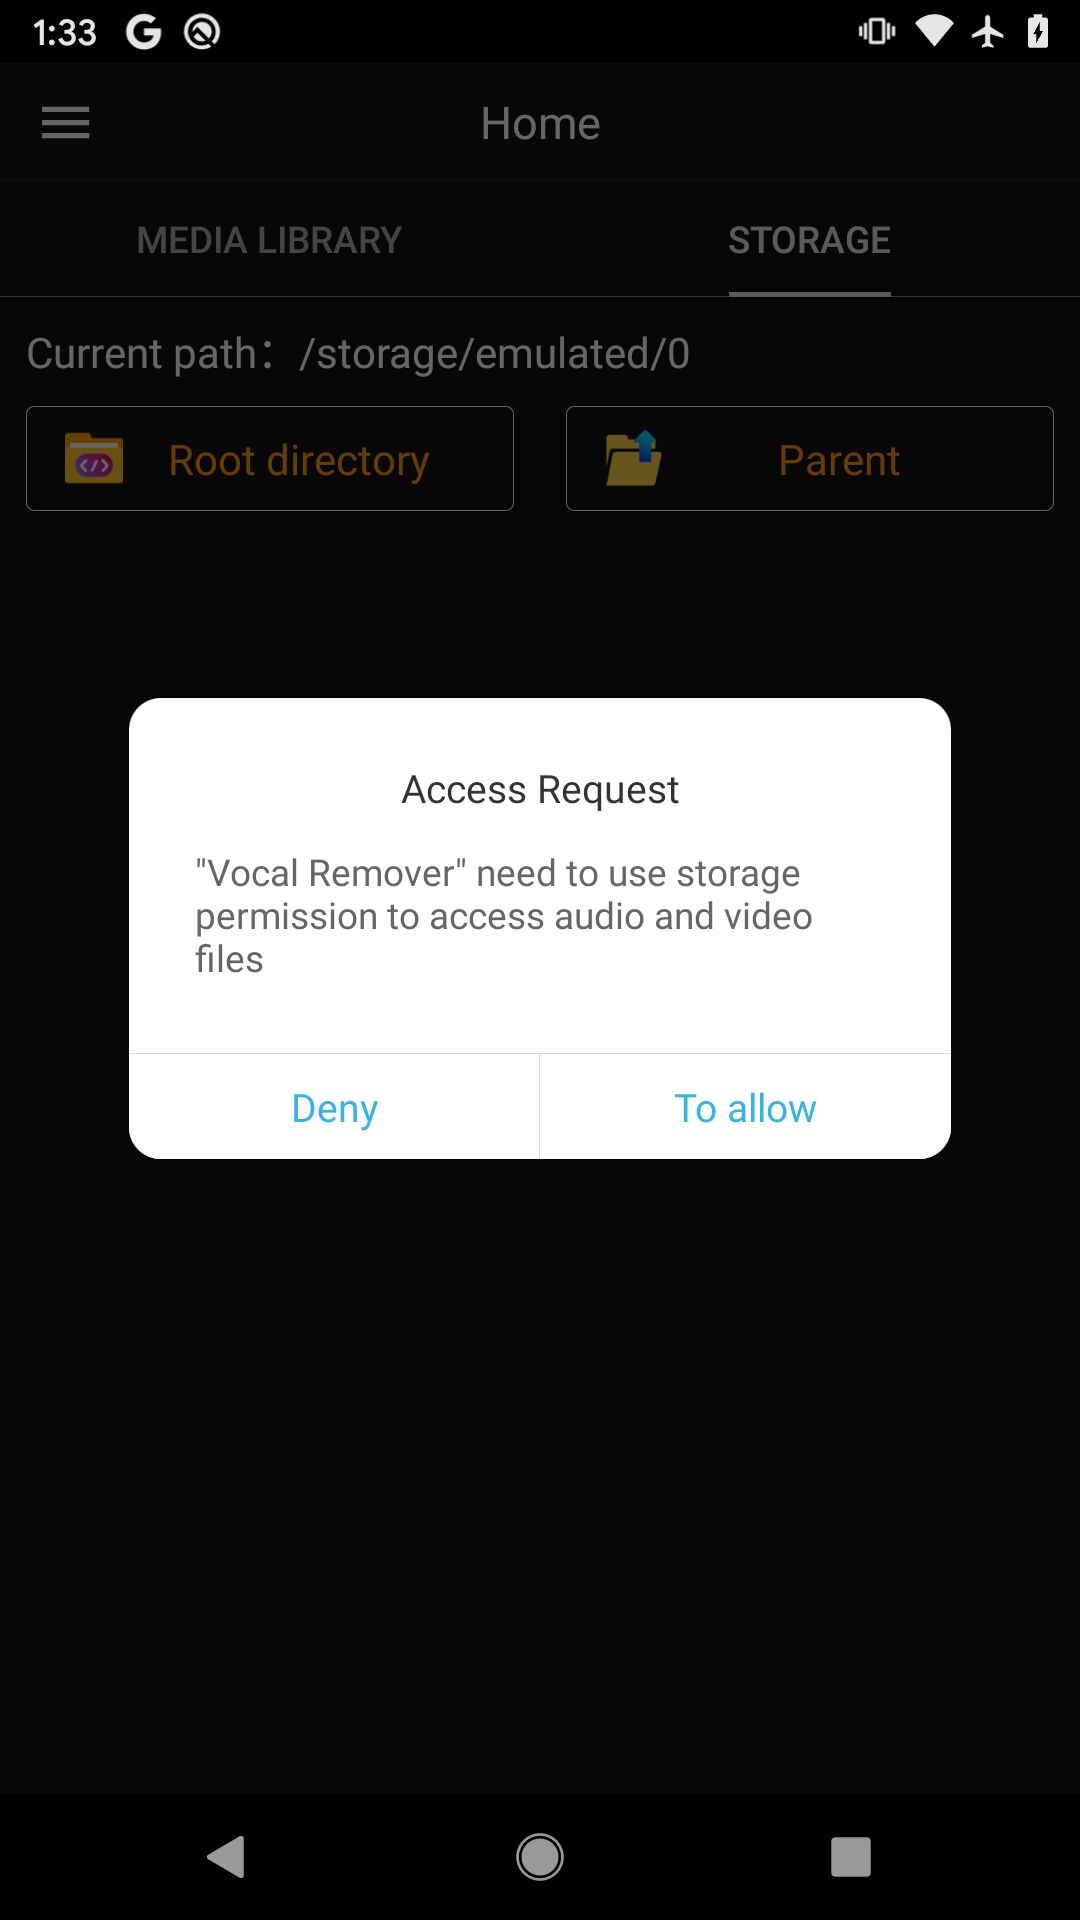 1:33
Home
MEDIA LIBRARY
STORAGE
Current path：/storage/emulated/0
Root directory
Parent
Access Request
"Vocal Remover" need to use storage
permission to access audio and video
files
Deny
To allow